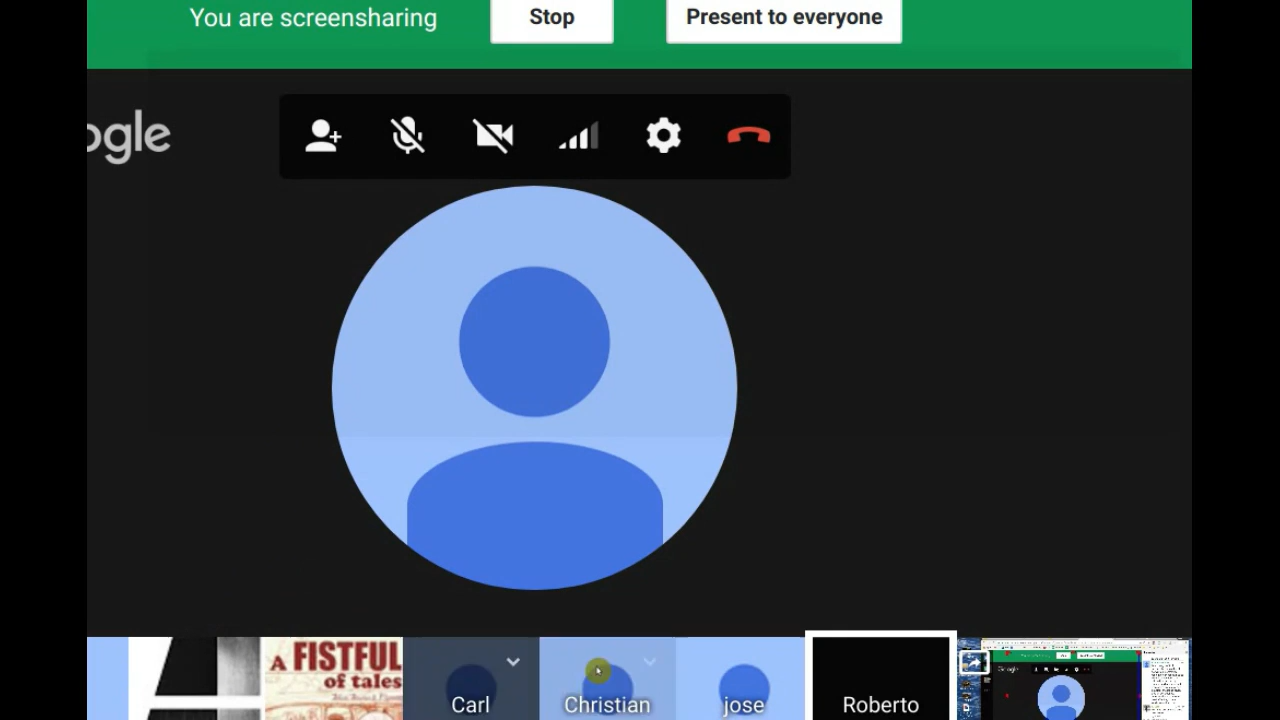 You are screensharing
Stop
Present to everyone
ogle
A FISTFUL
of tales
Carl
Christian
jose
Roberto